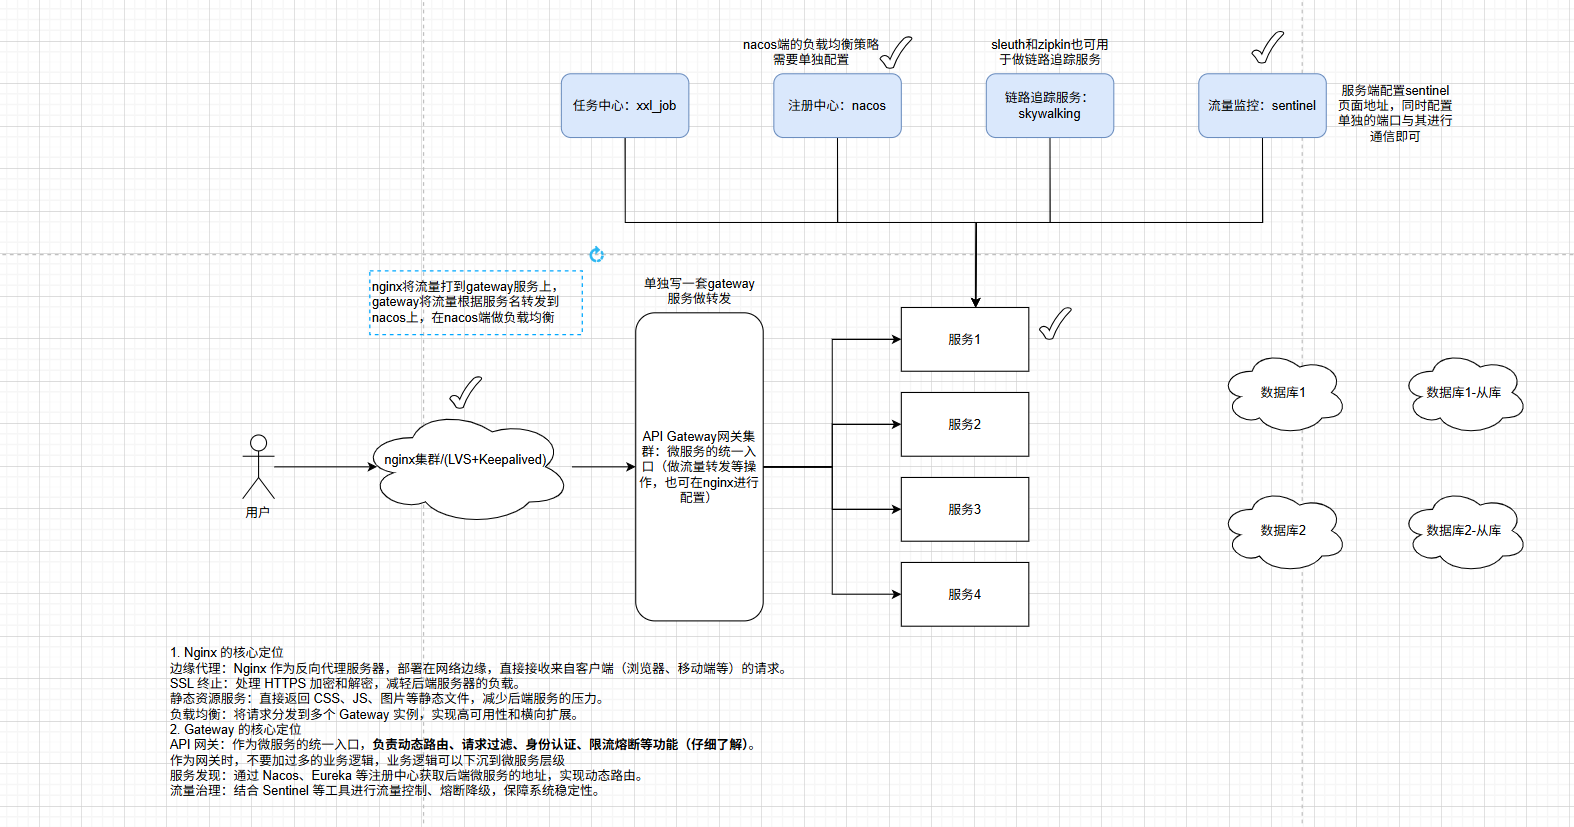 nacos端的负载均衡策略
需要单独配置
sleuth和zipkin也可用
于做链路追踪服务
任务中心：xxl_job
注册中心：nacos
链路追踪服务：
skywalking
流量监控：sentinel
服务端配置sentinel
页面地址，同时配置
单独的端口与其进行
通信即可
nginx将流量打到gateway服务上，
gateway将流量根据服务名转发到
nacos上，在nacos端做负载均衡
单独写一套gateway
服务做转发
用户
nginx集群/(LVS+Keepalived)
API Gateway网关集
群：微服务的统一入
口（做流量转发等操
作，也可在nginx进行
配置）
服务1
服务2
服务3
服务4
数据库1
数据库1-从库
数据库2
数据库2-从库
1. Nginx 的核心定位
边缘代理：Nginx 作为反向代理服务器，部署在网络边缘，直接接收来自客户端（浏览器、移动端等）的请求。
SSL 终止：处理 HTTPS 加密和解密，减轻后端服务器的负载。
静态资源服务：直接返回 CSS、JS、图片等静态文件，减少后端服务的压力。
负载均衡：将请求分发到多个 Gateway 实例，实现高可用性和横向扩展。
2. Gateway 的核心定位
API 网关：作为微服务的统一入口，负责动态路由、请求过滤、身份认证、限流熔断等功能（仔细了解）。
作为网关时，不要加过多的业务逻辑，业务逻辑可以下沉到微服务层级
服务发现：通过 Nacos、Eureka 等注册中心获取后端微服务的地址，实现动态路由。
流量治理：结合 Sentinel 等工具进行流量控制、熔断降级，保障系统稳定性。